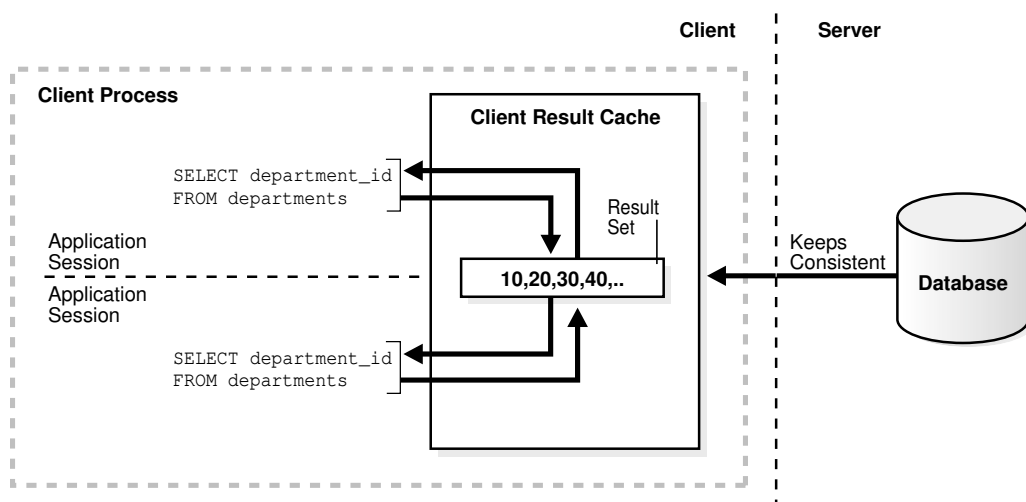 Client
Server
Client Process
Client Result Cache
SELECT department_id
FROM departments
Result
Set
Application
Session
Keeps
Consistent
10,20,30,40,..
Database
Application
Session
SELECT department_id
FROM departments